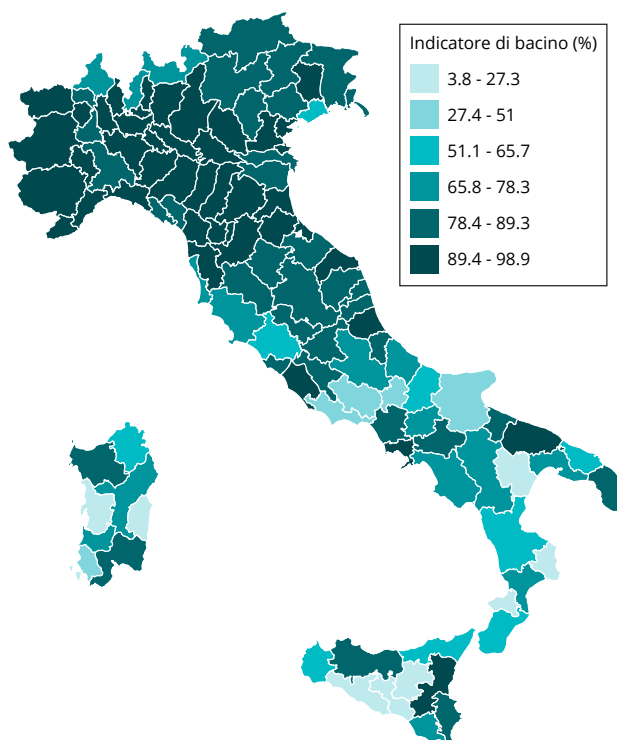 Indicatore di bacino (%)
3.8 - 27.3
27.4 - 51
51.1 - 65.7
65.8 - 78.3
78.4 - 89.3
89.4 - 98.9